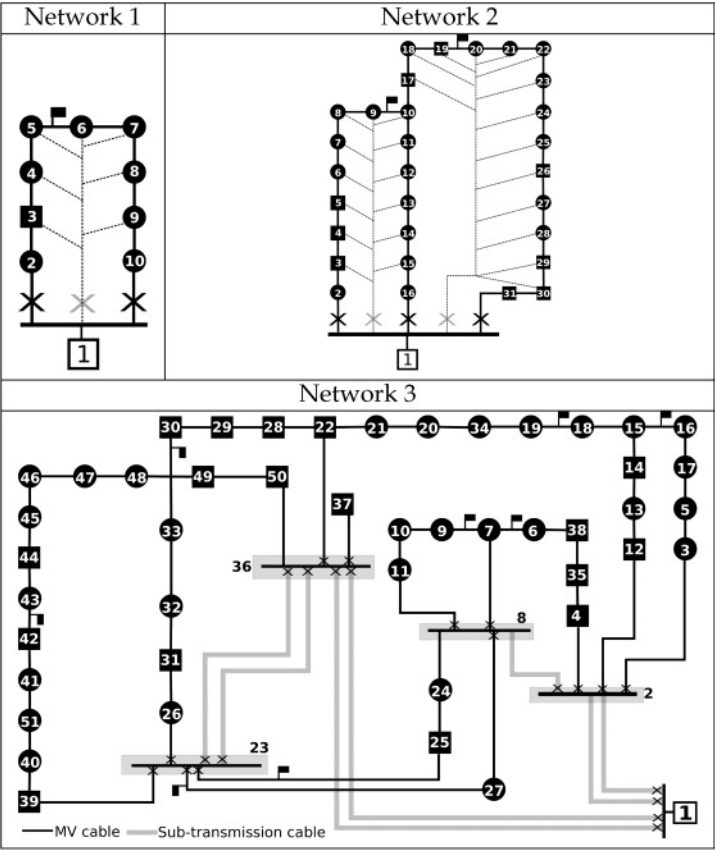 Network 1
Network 2
5 6 7
4 8
3 9
2 10
1
18 19 20 21 22
17 23
8 9 10 24
7 11 25
6 12 26
5 13 27
4 14 28
3 15 29
2 16 31 30
1
Network 3
30 29 28 22 21 20 34 19 18 15 16
46 47 48 49 50 14 17
37
45 33 10 9 7 6 38 13 5
44 12 3
36 11 35
43 32 8 4
42
31
41 24 2
51 26
23 25
40
27
39 1
MV cable Sub-transmission cable